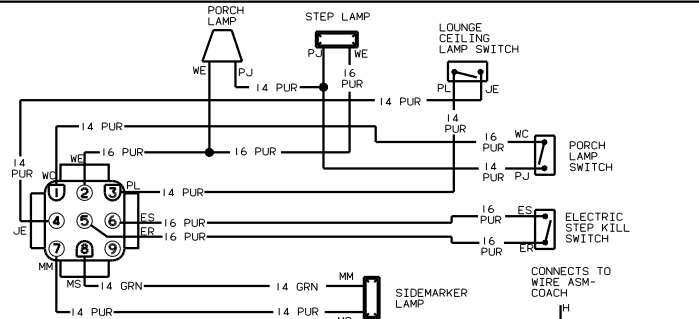 PORCH
LAMP
STEP LAMP
LOUNGE
CEILING
LAMP SWITCH
PJ
WE
WE
PJ
16
PUR
14 PUR
PL
JE
14 PUR
14
PUR
14 PUR
16
PUR
WC
16 PUR
16 PUR
PORCH
LAMP
SWITCH
14
PUR
WE
WC
14
PUR
PJ
PL
1
2
3
14 PUR
4
5
6
ES
16 PUR
16
PUR
ES
ELECTRIC
STEP KILL
SWITCH
JE
ER
16 PUR
16
PUR
ER
7
8
9
MM
MS
14 GRN
14 GRN
MM
CONNECTS TO
WIRE ASM-
COACH
SIDEMARKER
LAMP
H
14 PUR
14 PUR